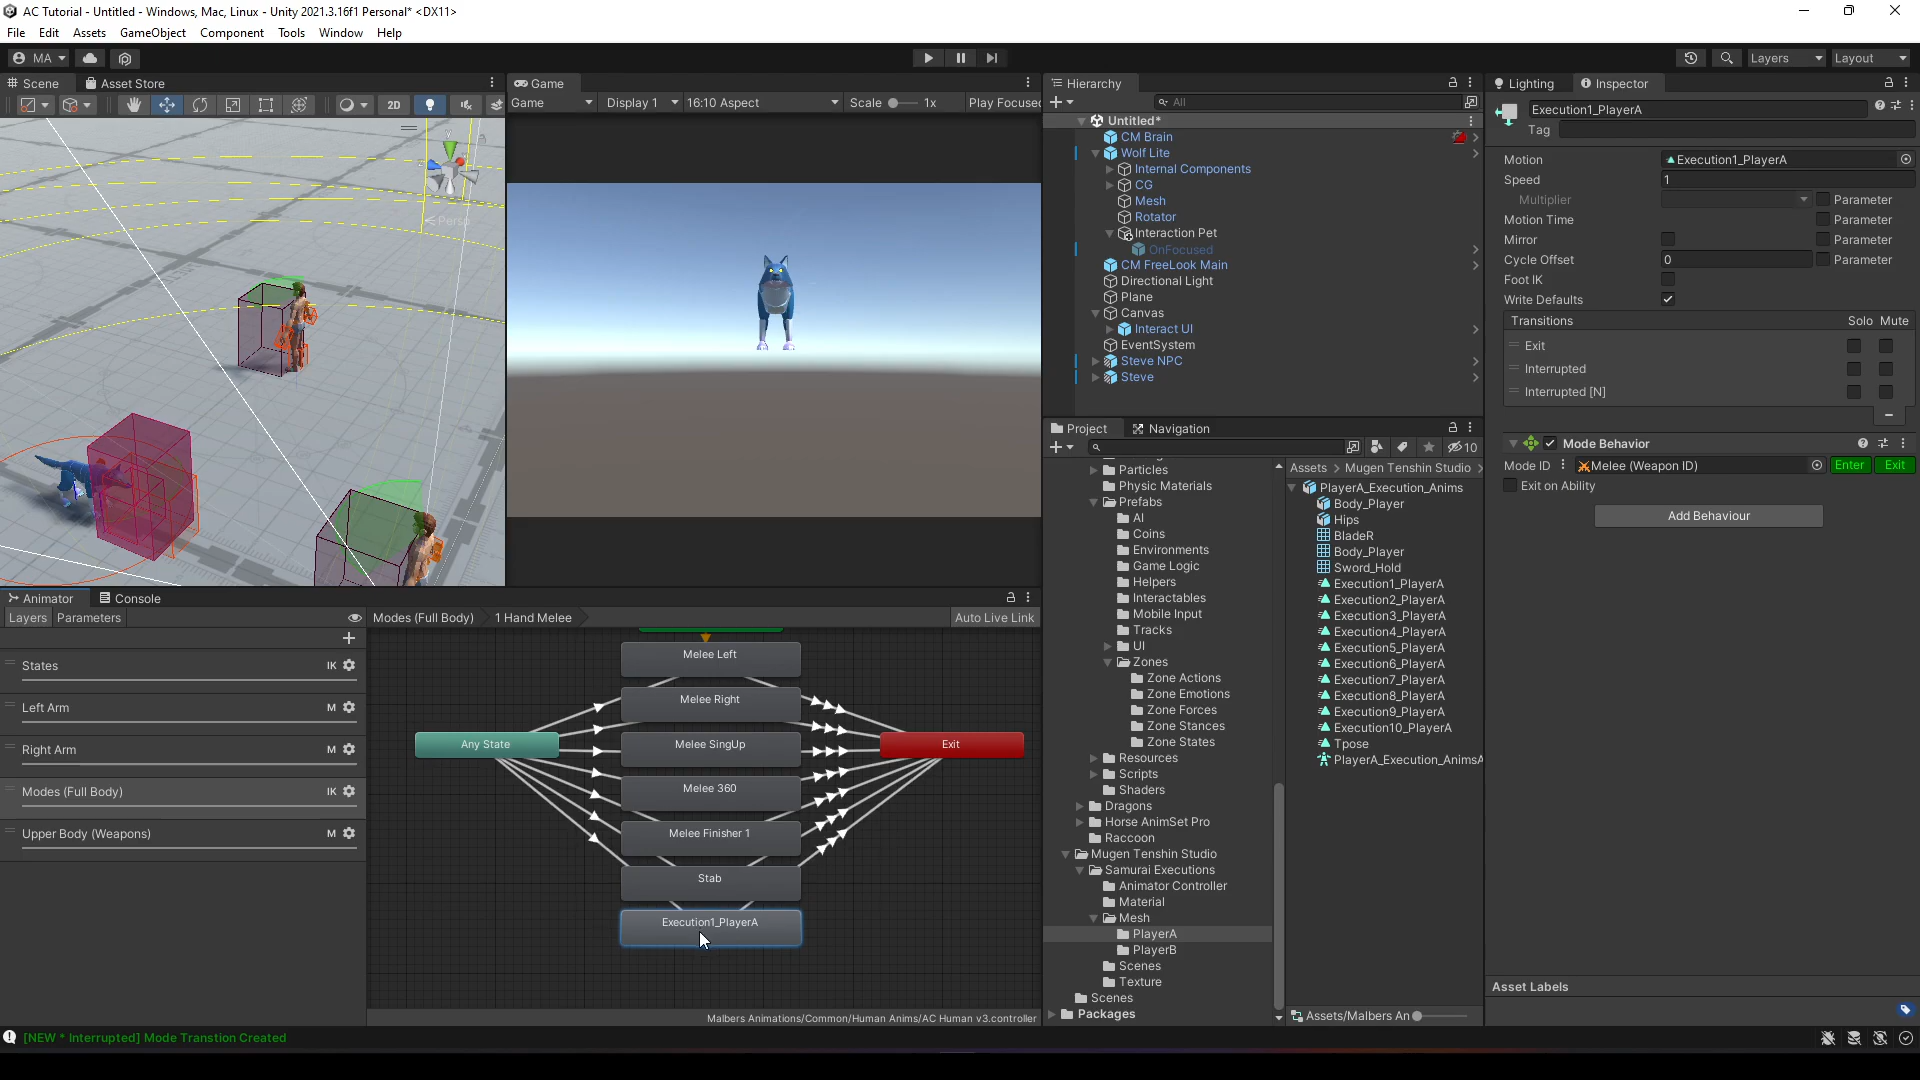 AC Tutorial - Untitled - Windows, Mac, Linux - Unity 2021.3.16f1 Personal* <DX11>
File Edit Assets GameObject Component Tools Window Help
MA Layers Layout
Scene Asset Store
2D
Persp
Game
Game Display 1 16:10 Aspect Scale 1x Play Focused
Hierarchy
All
Untitled*
CM Brain
Wolf Lite
Internal Components
CG
Mesh
Rotator
Interaction Pet
OnFocused
CM FreeLook Main
Directional Light
Plane
Canvas
Interact UI
EventSystem
Steve NPC
Steve
Project Navigation
10
Particles
Physic Materials
Prefabs
AI
Coins
Environments
Game Logic
Helpers
Interactables
Mobile Input
Tracks
UI
Zones
Zone Actions
Zone Emotions
Zone Forces
Zone Stances
Zone States
Resources
Scripts
Shaders
Dragons
Horse AnimSet Pro
Raccoon
Mugen Tenshin Studio
Samurai Executions
Animator Controller
Material
Mesh
PlayerA
PlayerB
Scenes
Texture
Scenes
Packages
Assets > Mugen Tenshin Studio >
PlayerA_Execution_Anims
Body_Player
Hips
BladeR
Body_Player
Sword_Hold
Execution1_PlayerA
Execution2_PlayerA
Execution3_PlayerA
Execution4_PlayerA
Execution5_PlayerA
Execution6_PlayerA
Execution7_PlayerA
Execution8_PlayerA
Execution9_PlayerA
Execution10_PlayerA
Tpose
PlayerA_Execution_AnimsA
Assets/Malbers An
Lighting Inspector
Execution1_PlayerA
Tag
Motion Execution1_PlayerA
Speed 1
Multiplier Parameter
Motion Time Parameter
Mirror Parameter
Cycle Offset 0 Parameter
Foot IK
Write Defaults
Transitions Solo Mute
Exit
Interrupted
Interrupted [N]
Mode Behavior
Mode ID Melee (Weapon ID) Enter Exit
Exit on Ability
Add Behaviour
Asset Labels
Animator Console
Layers Parameters
States IK
Left Arm M
Right Arm M
Modes (Full Body) IK
Upper Body (Weapons) M
Modes (Full Body) 1 Hand Melee Auto Live Link
Melee Left
Melee Right
Any State
Melee SingUp
Exit
Melee 360
Melee Finisher 1
Stab
Execution1_PlayerA
Malbers Animations/Common/Human Anims/AC Human v3.controller
[NEW * Interrupted] Mode Transtion Created